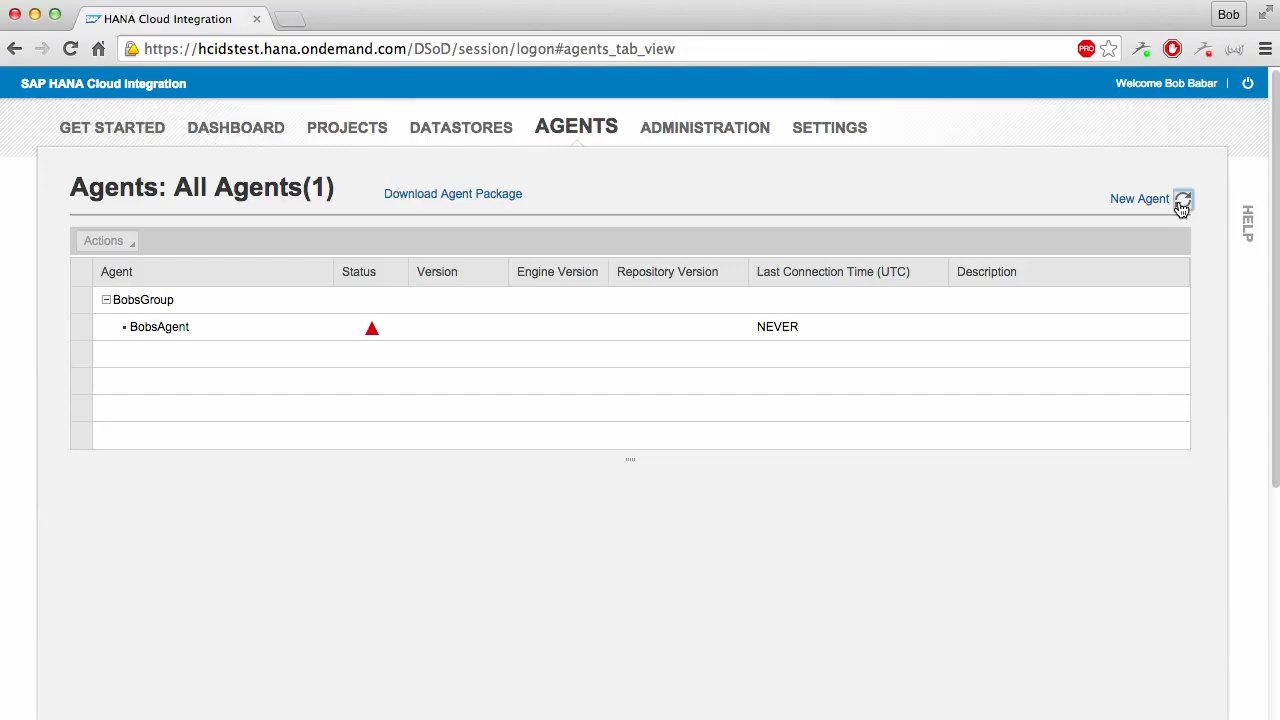 HANA Cloud Integration
Bob
https://hcidstest.hana.ondemand.com/DSoD/session/logon#agents_tab_view
PRO
SAP HANA Cloud Integration
Welcome Bob Babar
GET STARTED DASHBOARD PROJECTS DATASTORES AGENTS ADMINISTRATION SETTINGS
Agents: All Agents(1)
Download Agent Package
New Agent
HELP
Actions
Agent Status Version Engine Version Repository Version Last Connection Time (UTC) Description
BobsGroup
BobsAgent NEVER